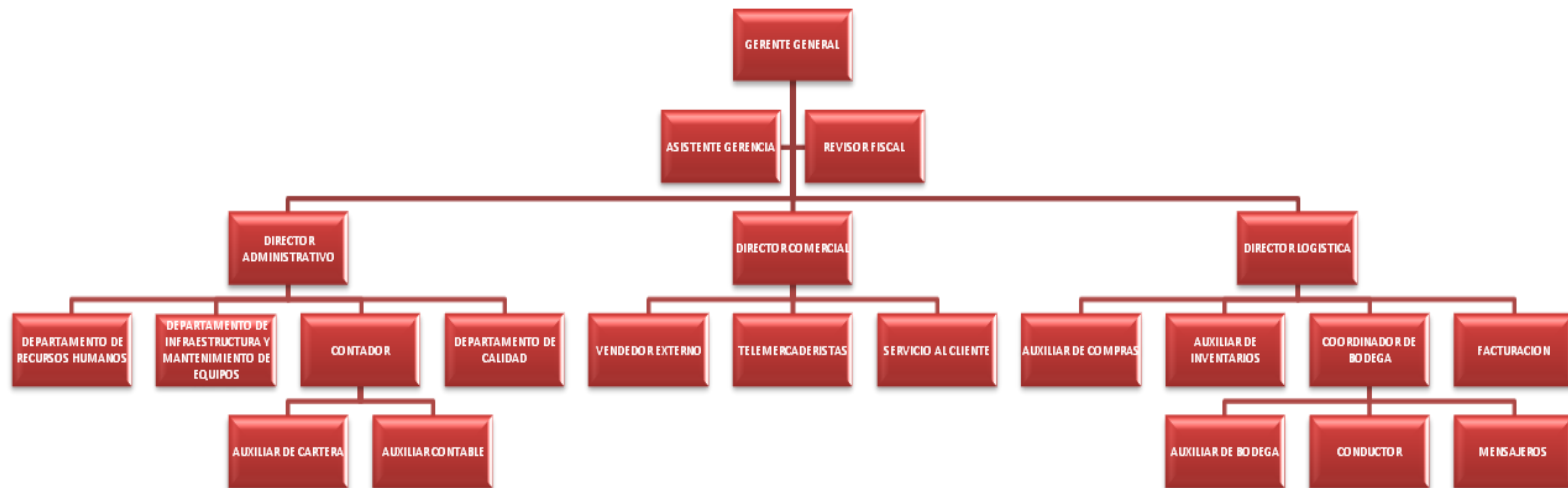 GERENTE GENERAL
ASISTENTE GERENCIA
REVISOR FISCAL
DIRECTOR
ADMINISTRATIVO
DIRECTOR COMERCIAL
DIRECTOR LOGISTICA
DEPARTAMENTO DE
RECURSOS HUMANOS
DEPARTAMENTO DE
INFRAESTRUCTURA Y
MANTENIMIENTO DE
EQUIPOS
CONTADOR
DEPARTAMENTO DE
CALIDAD
VENDEDOR EXTERNO
TELEMERCADERISTAS
SERVICIO AL CLIENTE
AUXILIAR DE COMPRAS
AUXILIAR DE
INVENTARIOS
COORDINADOR DE
BODEGA
FACTURACION
AUXILIAR DE CARTERA
AUXILIAR CONTABLE
AUXILIAR DE BODEGA
CONDUCTOR
MENSAJEROS